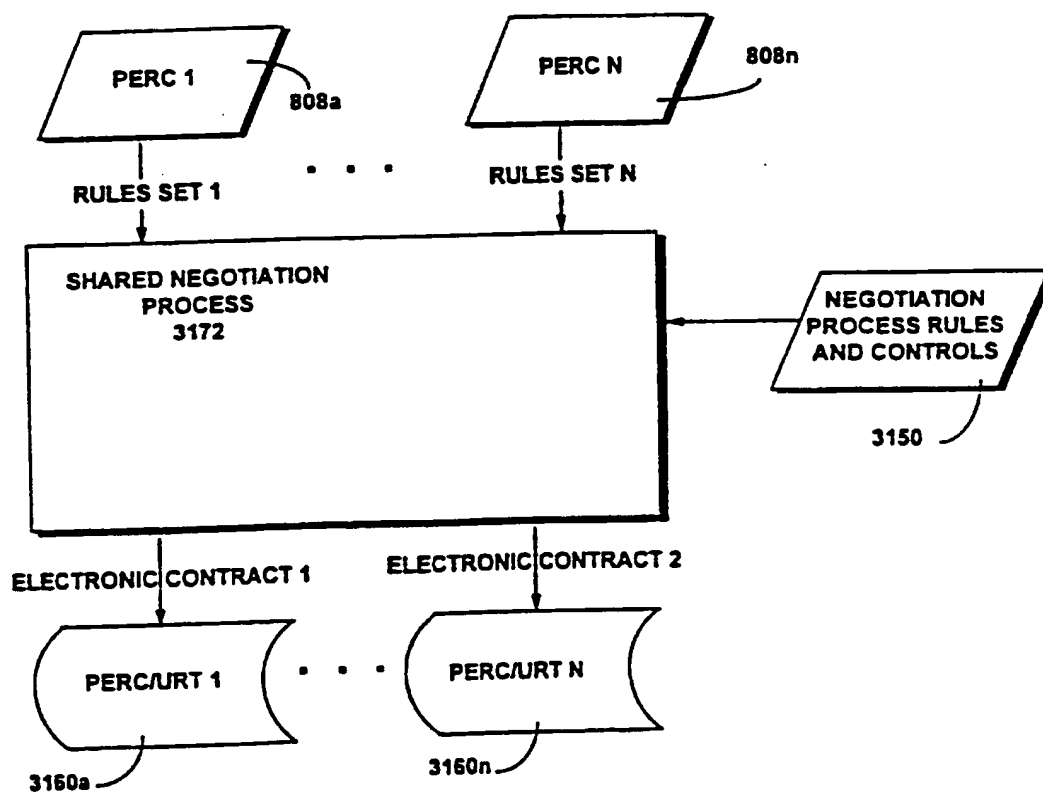 PERC 1
808a
PERC N
808n
RULES SET 1
. . .
RULES SET N
SHARED NEGOTIATION
PROCESS
3172
NEGOTIATION
PROCESS RULES
AND CONTROLS
3150
ELECTRONIC CONTRACT 1
ELECTRONIC CONTRACT 2
PERC/URT 1
. . .
PERC/URT N
3160a
3160n